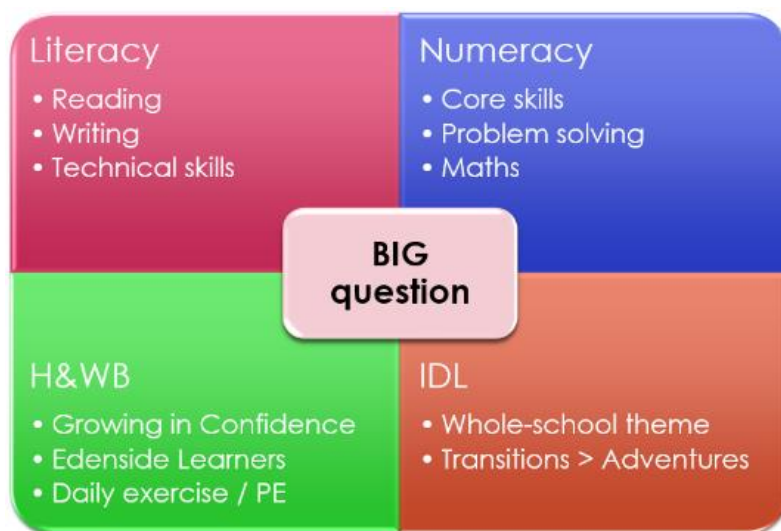 Literacy
• Reading
• Writing
• Technical skills
Numeracy
• Core skills
• Problem solving
• Maths
BIG
question
H&WB
• Growing in Confidence
• Edenside Learners
• Daily exercise / PE
IDL
• Whole-school theme
• Transitions > Adventures